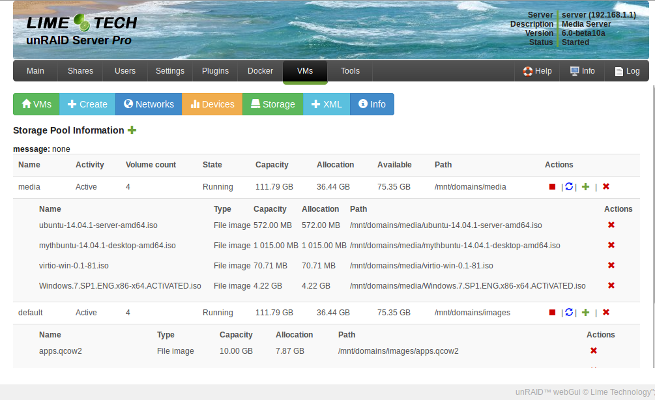 LIME TECH
unRAID Server Pro
Server server (192.168.1.1)
Description Media Server
Version 6.0-beta10a
Status Started
Main Shares Users Settings Plugins Docker VMs Tools Help Info Log
VMs Create Networks Devices Storage XML Info
Storage Pool Information
message: none
Name Activity Volume count State Capacity Allocation Available Path Actions
media Active 4 Running 111.79 GB 36.44 GB 75.35 GB /mnt/domains/media | | |
Name Type Capacity Allocation Path Actions
ubuntu-14.04.1-server-amd64.iso File image 572.00 MB 572.00 MB /mnt/domains/media/ubuntu-14.04.1-server-amd64.iso
mythbuntu-14.04.1-desktop-amd64.iso File image 1 015.00 MB 1 015.00 MB /mnt/domains/media/mythbuntu-14.04.1-desktop-amd64.iso
virtio-win-0.1-81.iso File image 70.71 MB 70.71 MB /mnt/domains/media/virtio-win-0.1-81.iso
Windows.7.SP1.ENG.x86-x64.ACTiVATED.iso File image 4.22 GB 4.22 GB /mnt/domains/media/Windows.7.SP1.ENG.x86-x64.ACTiVATED.iso
default Active 4 Running 111.79 GB 36.44 GB 75.35 GB /mnt/domains/images | | |
Name Type Capacity Allocation Path Actions
apps.qcow2 File image 10.00 GB 7.87 GB /mnt/domains/images/apps.qcow2
unRAID™ webGui © Lime Technology